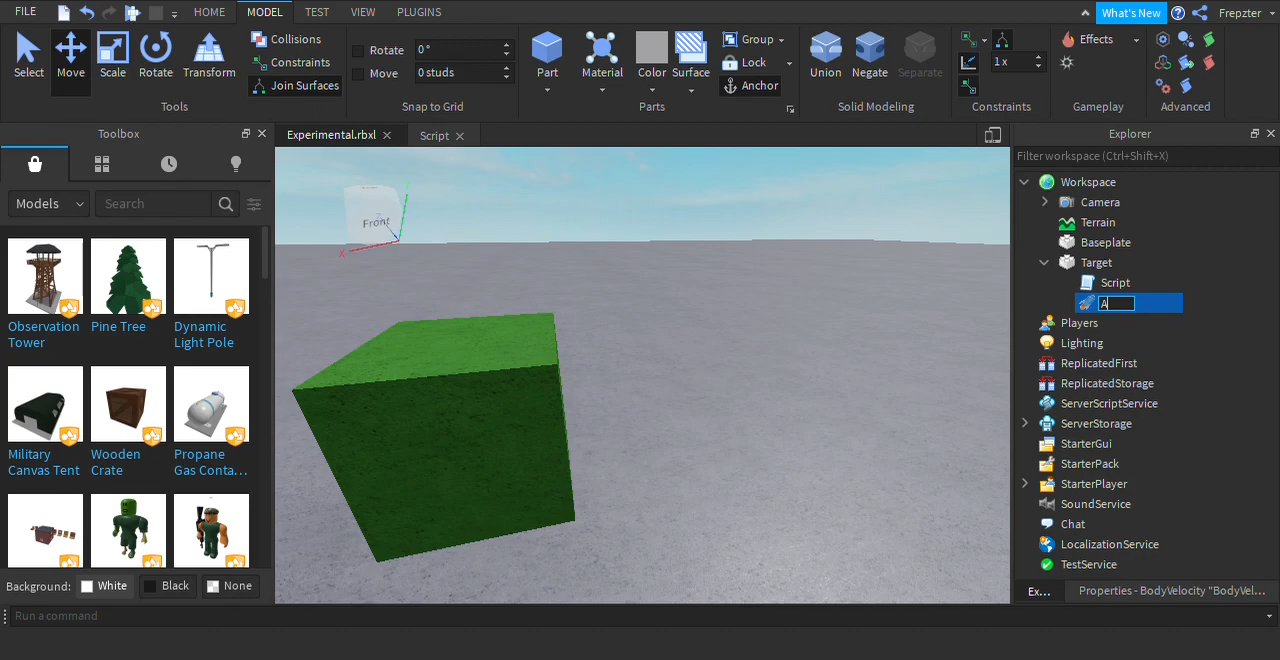 FILE HOME MODEL TEST VIEW PLUGINS What's New Frepzter
Select Move Scale Rotate Transform
Collisions
Constraints
Join Surfaces
Tools
Rotate 0 °
Move 0 studs
Snap to Grid
Part Material Color Surface
Group
Lock
Anchor
Parts
Union Negate Separate
Solid Modeling
1 x
Constraints
Effects
Gameplay
Advanced
Toolbox
Models Search
Observation Tower
Pine Tree
Dynamic Light Pole
Military Canvas Tent
Wooden Crate
Propane Gas Conta...
Background: White Black None
Experimental.rbxl Script
Front
X
Explorer
Filter workspace (Ctrl+Shift+X)
Workspace
Camera
Terrain
Baseplate
Target
Script
A
Players
Lighting
ReplicatedFirst
ReplicatedStorage
ServerScriptService
ServerStorage
StarterGui
StarterPack
StarterPlayer
SoundService
Chat
LocalizationService
TestService
Ex... Properties - BodyVelocity "BodyVel...
Run a command